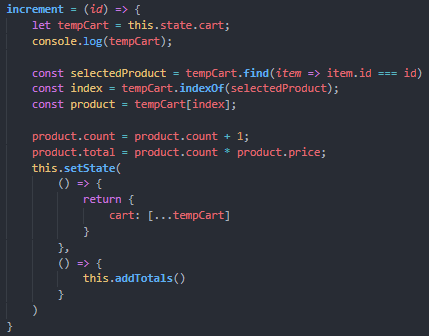 increment = (id) => {
let tempCart = this.state.cart;
console.log(tempCart);
const selectedProduct = tempCart.find(item => item.id === id)
const index = tempCart.indexOf(selectedProduct);
const product = tempCart[index];
product.count = product.count + 1;
product.total = product.count * product.price;
this.setState(
() => {
return {
cart: [...tempCart]
}
},
() => {
this.addTotals()
}
)
}